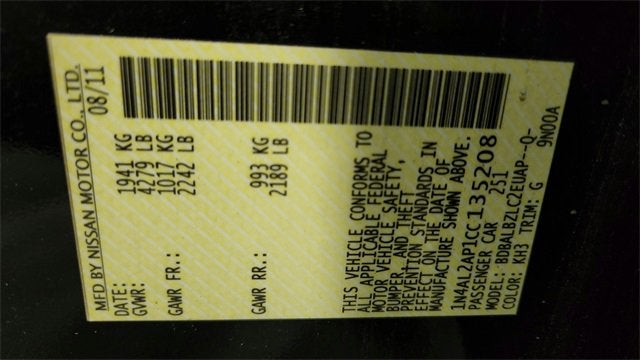 MFD BY NISSAN MOTOR CO., LTD.
DATE: 08/11
GVWR: 1941 KG
4279 LB
GAWR FR.: 1017 KG
2242 LB
GAWR RR.: 993 KG
2189 LB
THIS VEHICLE CONFORMS TO
ALL APPLICABLE FEDERAL
MOTOR VEHICLE SAFETY,
BUMPER, AND THEFT
PREVENTION STANDARDS IN
EFFECT ON THE DATE OF
MANUFACTURE SHOWN ABOVE.
1N4AL2AP1CC135208
PASSENGER CAR 251
MODEL: BDBALBZLC2EUAP--O-
COLOR: KH3 TRIM: G 9N00A